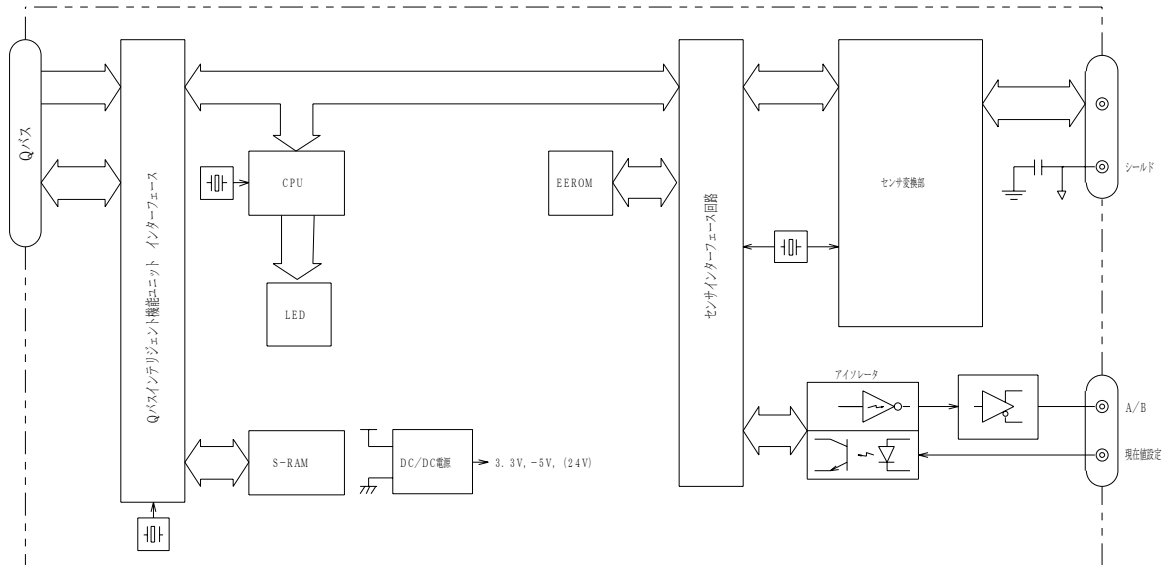 Qバス
Qバスインテリジェント機能ユニット インターフェース
CPU
LED
S-RAM
DC/DC電源
3.3V,-5V,(24V)
EEROM
センサインターフェース回路
センサ変換部
シールド
アイソレータ
A/B
現在値設定